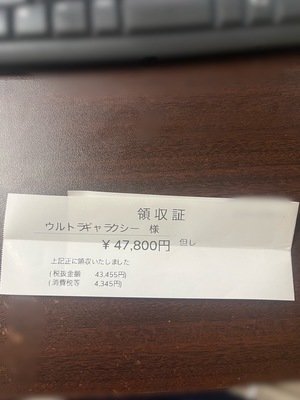 領収証
ウルトラギャラクシー 様
¥47,800円 但し
上記正に領収いたしました
(税抜金額 43,455円)
(消費税等 4,345円)